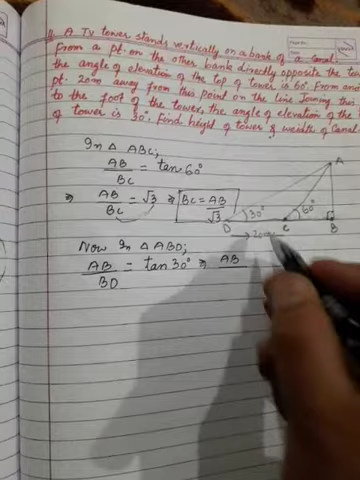 A TV tower stands vertically on a bank of a Canal.
From a pt. on the other bank directly opposite the to
the angle of elevation of the top of tower is 60°. From ano
pt. 20m away from this point on the line Joining this
to the foot of the tower, the angle of elevation of the
of tower is 30°. Find height of tower & width of Canal
In △ ABC;
AB/BC = tan 60°
⇒ AB/BC = √3 ⇒ BC = AB/√3
Now In △ ABD;
AB/BD = tan 30° ⇒ AB
A
30° 60°
D C B
20m